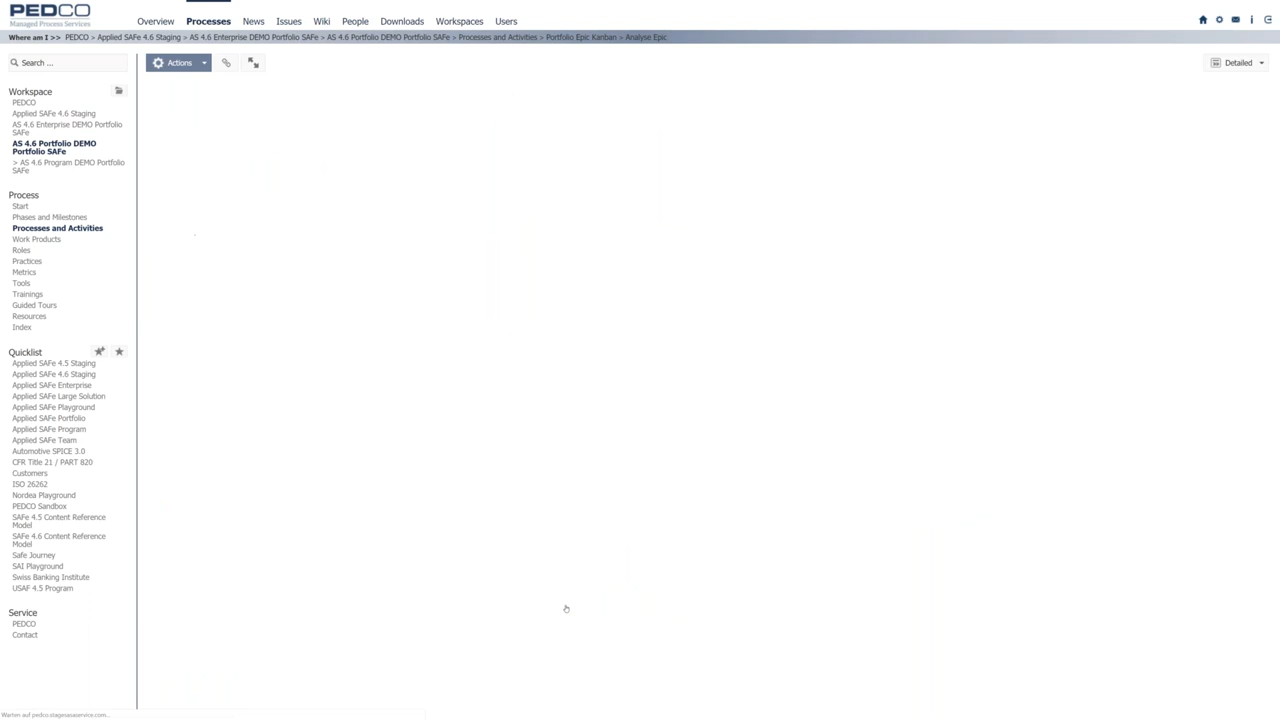 PEDCO
Managed Process Services
Overview Processes News Issues Wiki People Downloads Workspaces Users
Where am I >> PEDCO > Applied SAFe 4.6 Staging > AS 4.6 Enterprise DEMO Portfolio SAFe > AS 4.6 Portfolio DEMO Portfolio SAFe > Processes and Activities > Portfolio Epic Kanban > Analyse Epic
Search ...
Actions
Detailed
Workspace
PEDCO
Applied SAFe 4.6 Staging
AS 4.6 Enterprise DEMO Portfolio
SAFe
AS 4.6 Portfolio DEMO
Portfolio SAFe
> AS 4.6 Program DEMO Portfolio
SAFe
Process
Start
Phases and Milestones
Processes and Activities
Work Products
Roles
Practices
Metrics
Tools
Trainings
Guided Tours
Resources
Index
Quicklist
Applied SAFe 4.5 Staging
Applied SAFe 4.6 Staging
Applied SAFe Enterprise
Applied SAFe Large Solution
Applied SAFe Playground
Applied SAFe Portfolio
Applied SAFe Program
Applied SAFe Team
Automotive SPICE 3.0
CFR Title 21 / PART 820
Customers
ISO 26262
Nordea Playground
PEDCO Sandbox
SAFe 4.5 Content Reference
Model
SAFe 4.6 Content Reference
Model
Safe Journey
SAI Playground
Swiss Banking Institute
USAF 4.5 Program
Service
PEDCO
Contact
Warten auf pedco.stagesasaservice.com...